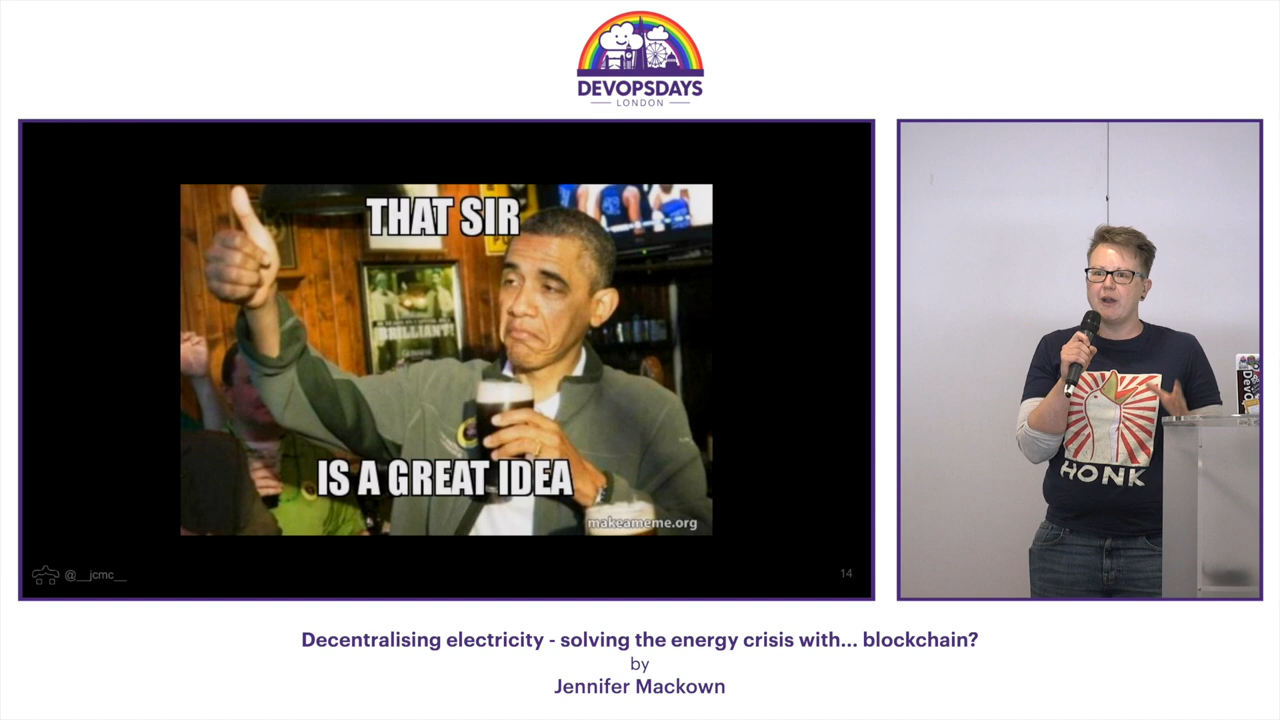 DEVOPSDAYS
LONDON
THAT SIR
BRILLIANT!
IS A GREAT IDEA
makeameme.org
@__jcmc__
14
HONK
Decentralising electricity - solving the energy crisis with... blockchain?
by
Jennifer Mackown